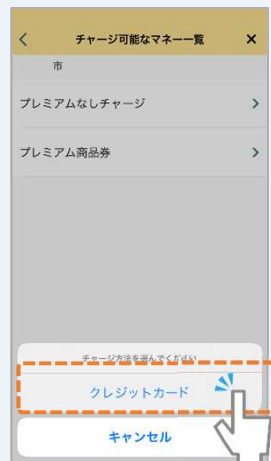 チャージ可能なマネー一覧
市
プレミアムなしチャージ
プレミアム商品券
チャージ方法を選んでください
クレジットカード
キャンセル